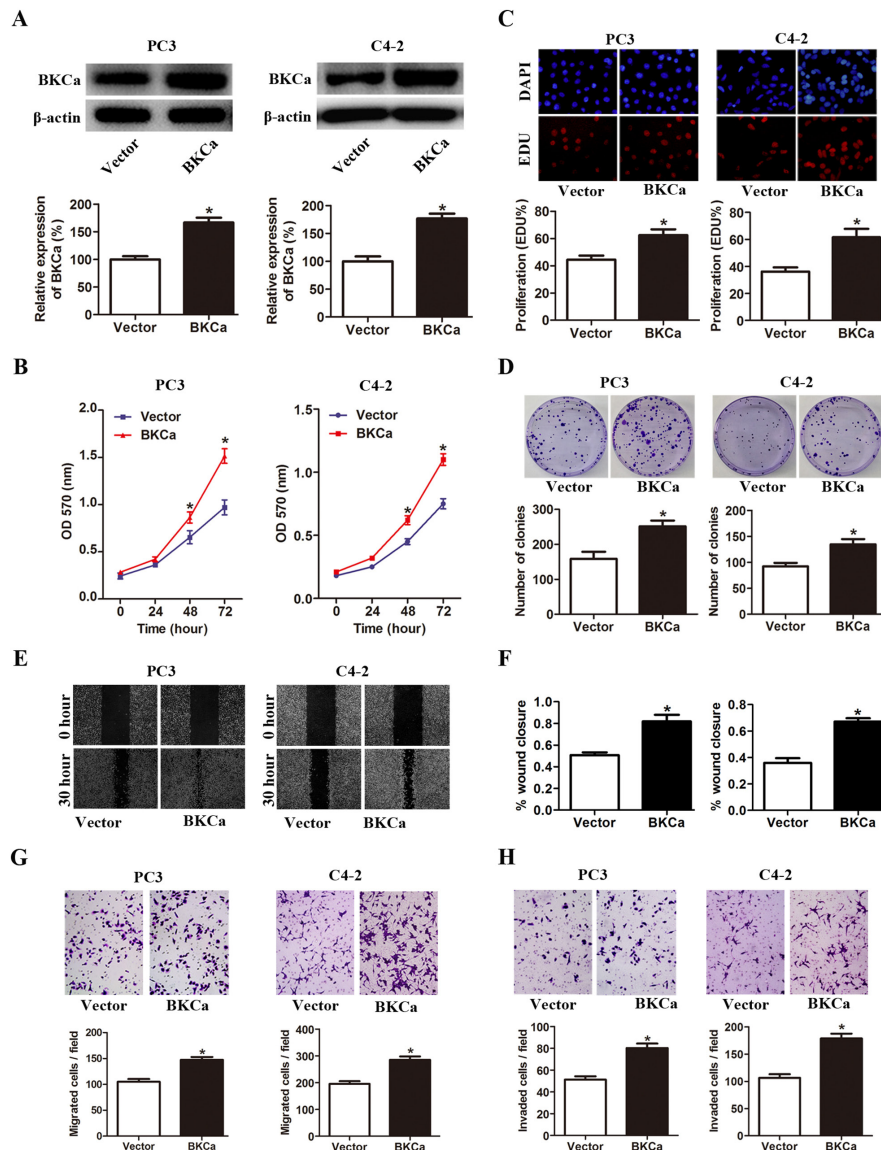 A
PC3
C4-2
BKCa
β-actin
Vector
BKCa
BKCa
β-actin
Vector
BKCa
Relative expression
of BKCa (%)
200
150
100
50
0
*
Vector
BKCa
Relative expression
of BKCa (%)
200
150
100
50
0
*
Vector
BKCa
B
PC3
OD 570 (nm)
2.0
1.5
1.0
0.5
0.0
Vector
BKCa
*
*
0 24 48 72
Time (hour)
C4-2
OD 570 (nm)
1.5
1.0
0.5
0.0
Vector
BKCa
*
*
0 24 48 72
Time (hour)
C
PC3
C4-2
DAPI
EDU
Vector
BKCa
Vector
BKCa
Proliferation (EDU%)
80
60
40
20
0
*
Vector
BKCa
Proliferation (EDU%)
80
60
40
20
0
*
Vector
BKCa
D
PC3
C4-2
Vector
BKCa
Vector
BKCa
Number of clonies
300
200
100
0
*
Vector
BKCa
Number of clonies
200
150
100
50
0
*
Vector
BKCa
E
PC3
C4-2
0 hour
30 hour
Vector
BKCa
0 hour
30 hour
Vector
BKCa
F
% wound closure
1.0
0.8
0.6
0.4
0.2
0.0
*
Vector
BKCa
% wound closure
0.8
0.6
0.4
0.2
0.0
*
Vector
BKCa
G
PC3
C4-2
Vector
BKCa
Vector
BKCa
Migrated cells / field
200
150
100
50
0
*
Vector
BKCa
Migrated cells / field
400
300
200
100
0
*
Vector
BKCa
H
PC3
C4-2
Vector
BKCa
Vector
BKCa
Invaded cells / field
100
80
60
40
20
0
*
Vector
BKCa
Invaded cells / field
200
150
100
50
0
*
Vector
BKCa